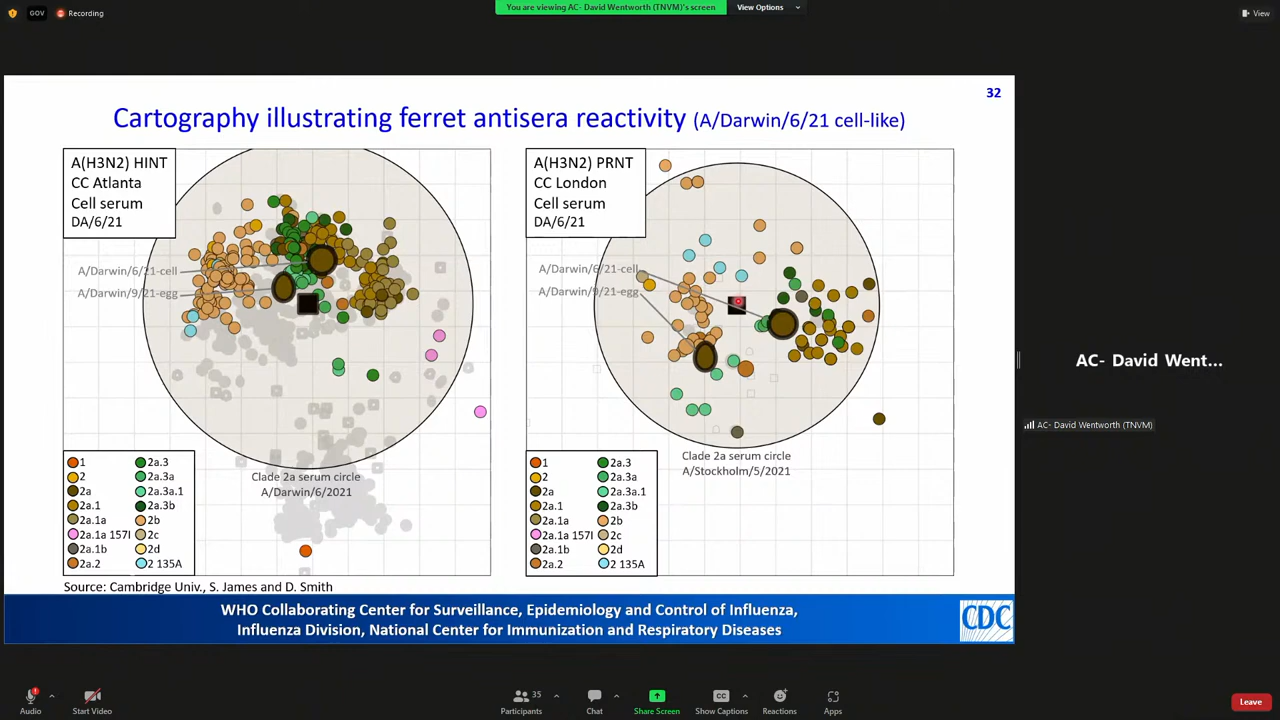 GOV
Recording
You are viewing AC- David Wentworth (TNVM)'s screen
View Options
View
32
Cartography illustrating ferret antisera reactivity (A/Darwin/6/21 cell-like)
A(H3N2) HINT
CC Atlanta
Cell serum
DA/6/21
A/Darwin/6/21-cell
A/Darwin/9/21-egg
Clade 2a serum circle
A/Darwin/6/2021
1
2
2a
2a.1
2a.1a
2a.1a 157I
2a.1b
2a.2
2a.3
2a.3a
2a.3a.1
2a.3b
2b
2c
2d
2 135A
A(H3N2) PRNT
CC London
Cell serum
DA/6/21
A/Darwin/6/21-cell
A/Darwin/9/21-egg
Clade 2a serum circle
A/Stockholm/5/2021
1
2
2a
2a.1
2a.1a
2a.1a 157I
2a.1b
2a.2
2a.3
2a.3a
2a.3a.1
2a.3b
2b
2c
2d
2 135A
Source: Cambridge Univ., S. James and D. Smith
WHO Collaborating Center for Surveillance, Epidemiology and Control of Influenza,
Influenza Division, National Center for Immunization and Respiratory Diseases
CDC
AC- David Went...
AC- David Wentworth (TNVM)
Audio
Start Video
Participants
35
Chat
Share Screen
CC
Show Captions
Reactions
Apps
Leave